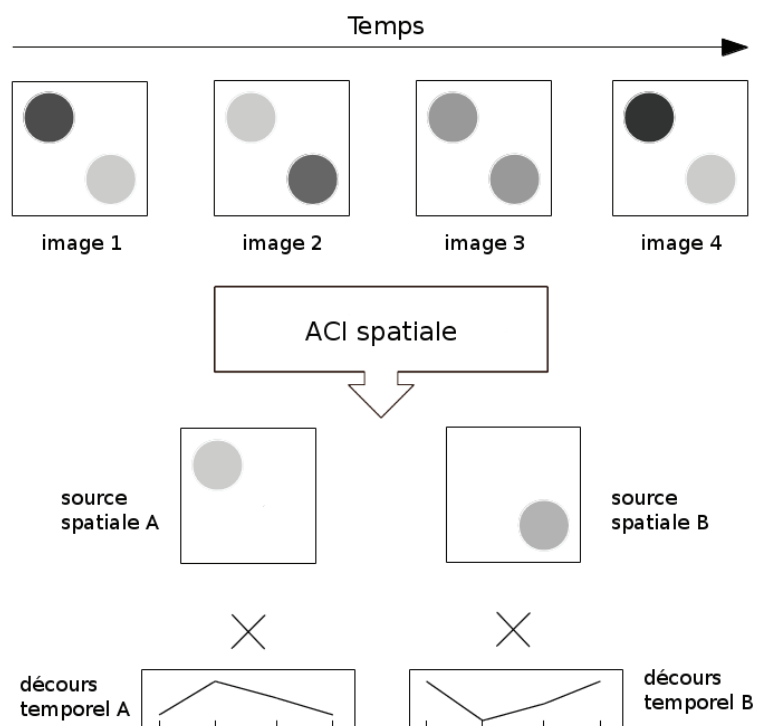 Temps
image 1
image 2
image 3
image 4
ACI spatiale
source
spatiale A
source
spatiale B
décours
temporel A
décours
temporel B